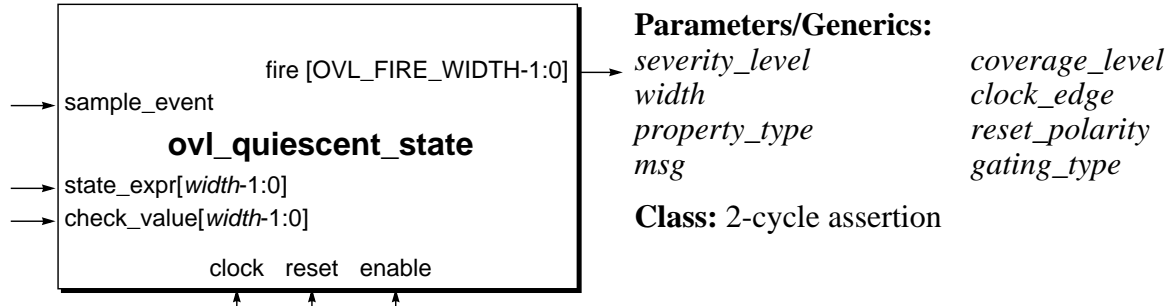 fire [OVL_FIRE_WIDTH-1:0]
sample_event
ovl_quiescent_state
state_expr[width-1:0]
check_value[width-1:0]
clock reset enable
Parameters/Generics:
severity_level coverage_level
width clock_edge
property_type reset_polarity
msg gating_type
Class: 2-cycle assertion